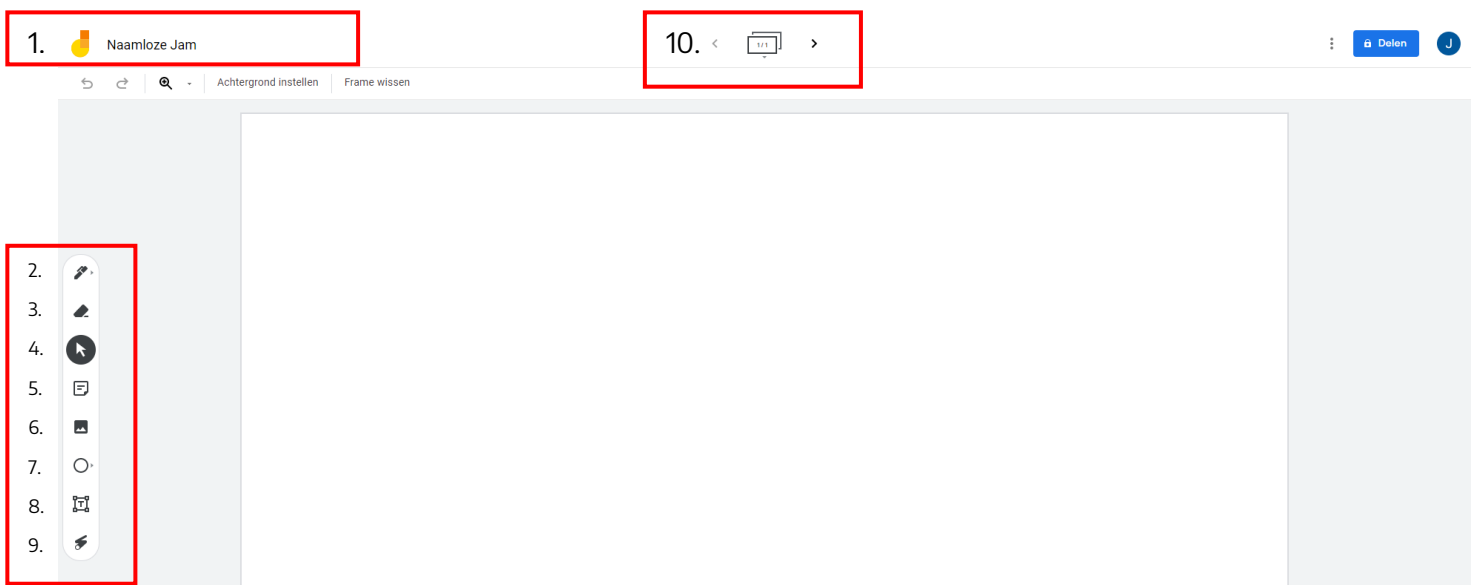 1. Naamloze Jam
10. 1/1
Delen J
Achtergrond instellen Frame wissen
2.
3.
4.
5.
6.
7.
8. T
9.